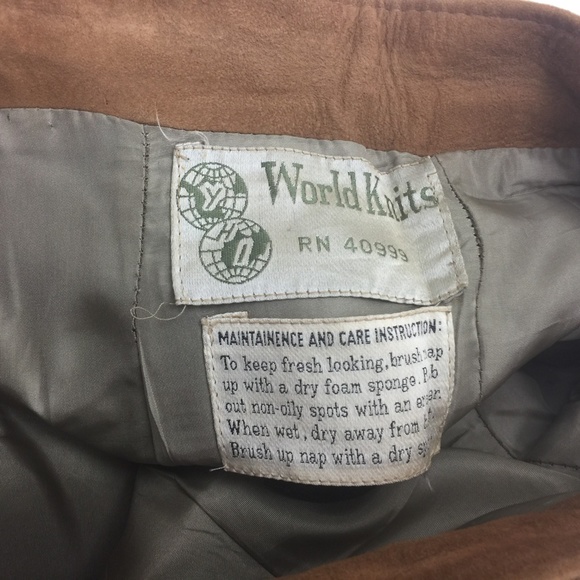 Y
H&O
World Knits
RN 40999
MAINTAINENCE AND CARE INSTRUCTION:
To keep fresh looking, brush nap
up with a dry foam sponge. Rub
out non-oily spots with an
When wet, dry away from
Brush up nap with a dry